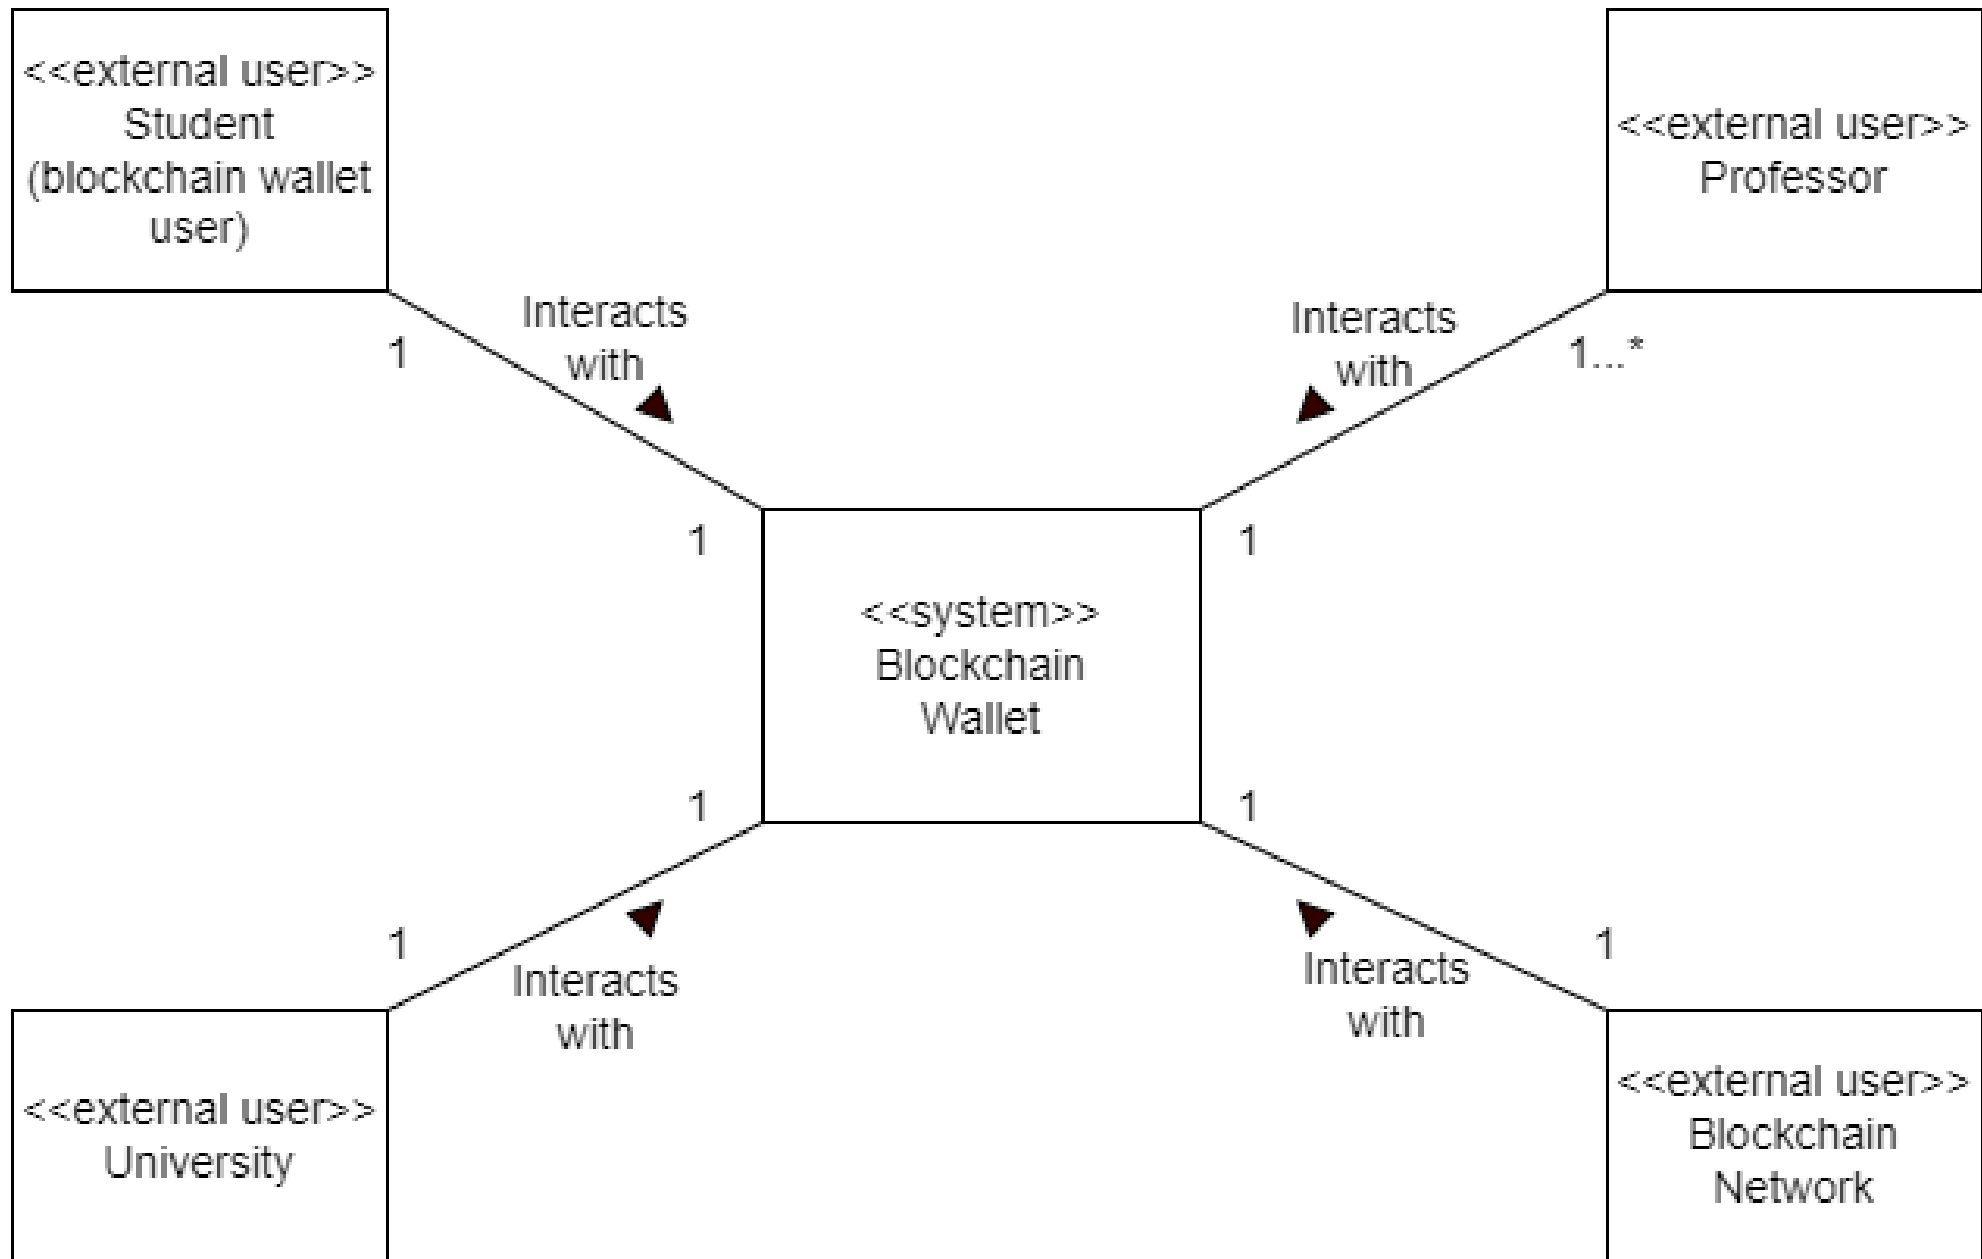 <<external user>>
Student
(blockchain wallet
user)
<<external user>>
Professor
Interacts
with
1
Interacts
with
1...*
1
1
<<system>>
Blockchain
Wallet
1
1
1
Interacts
with
1
Interacts
with
<<external user>>
University
<<external user>>
Blockchain
Network